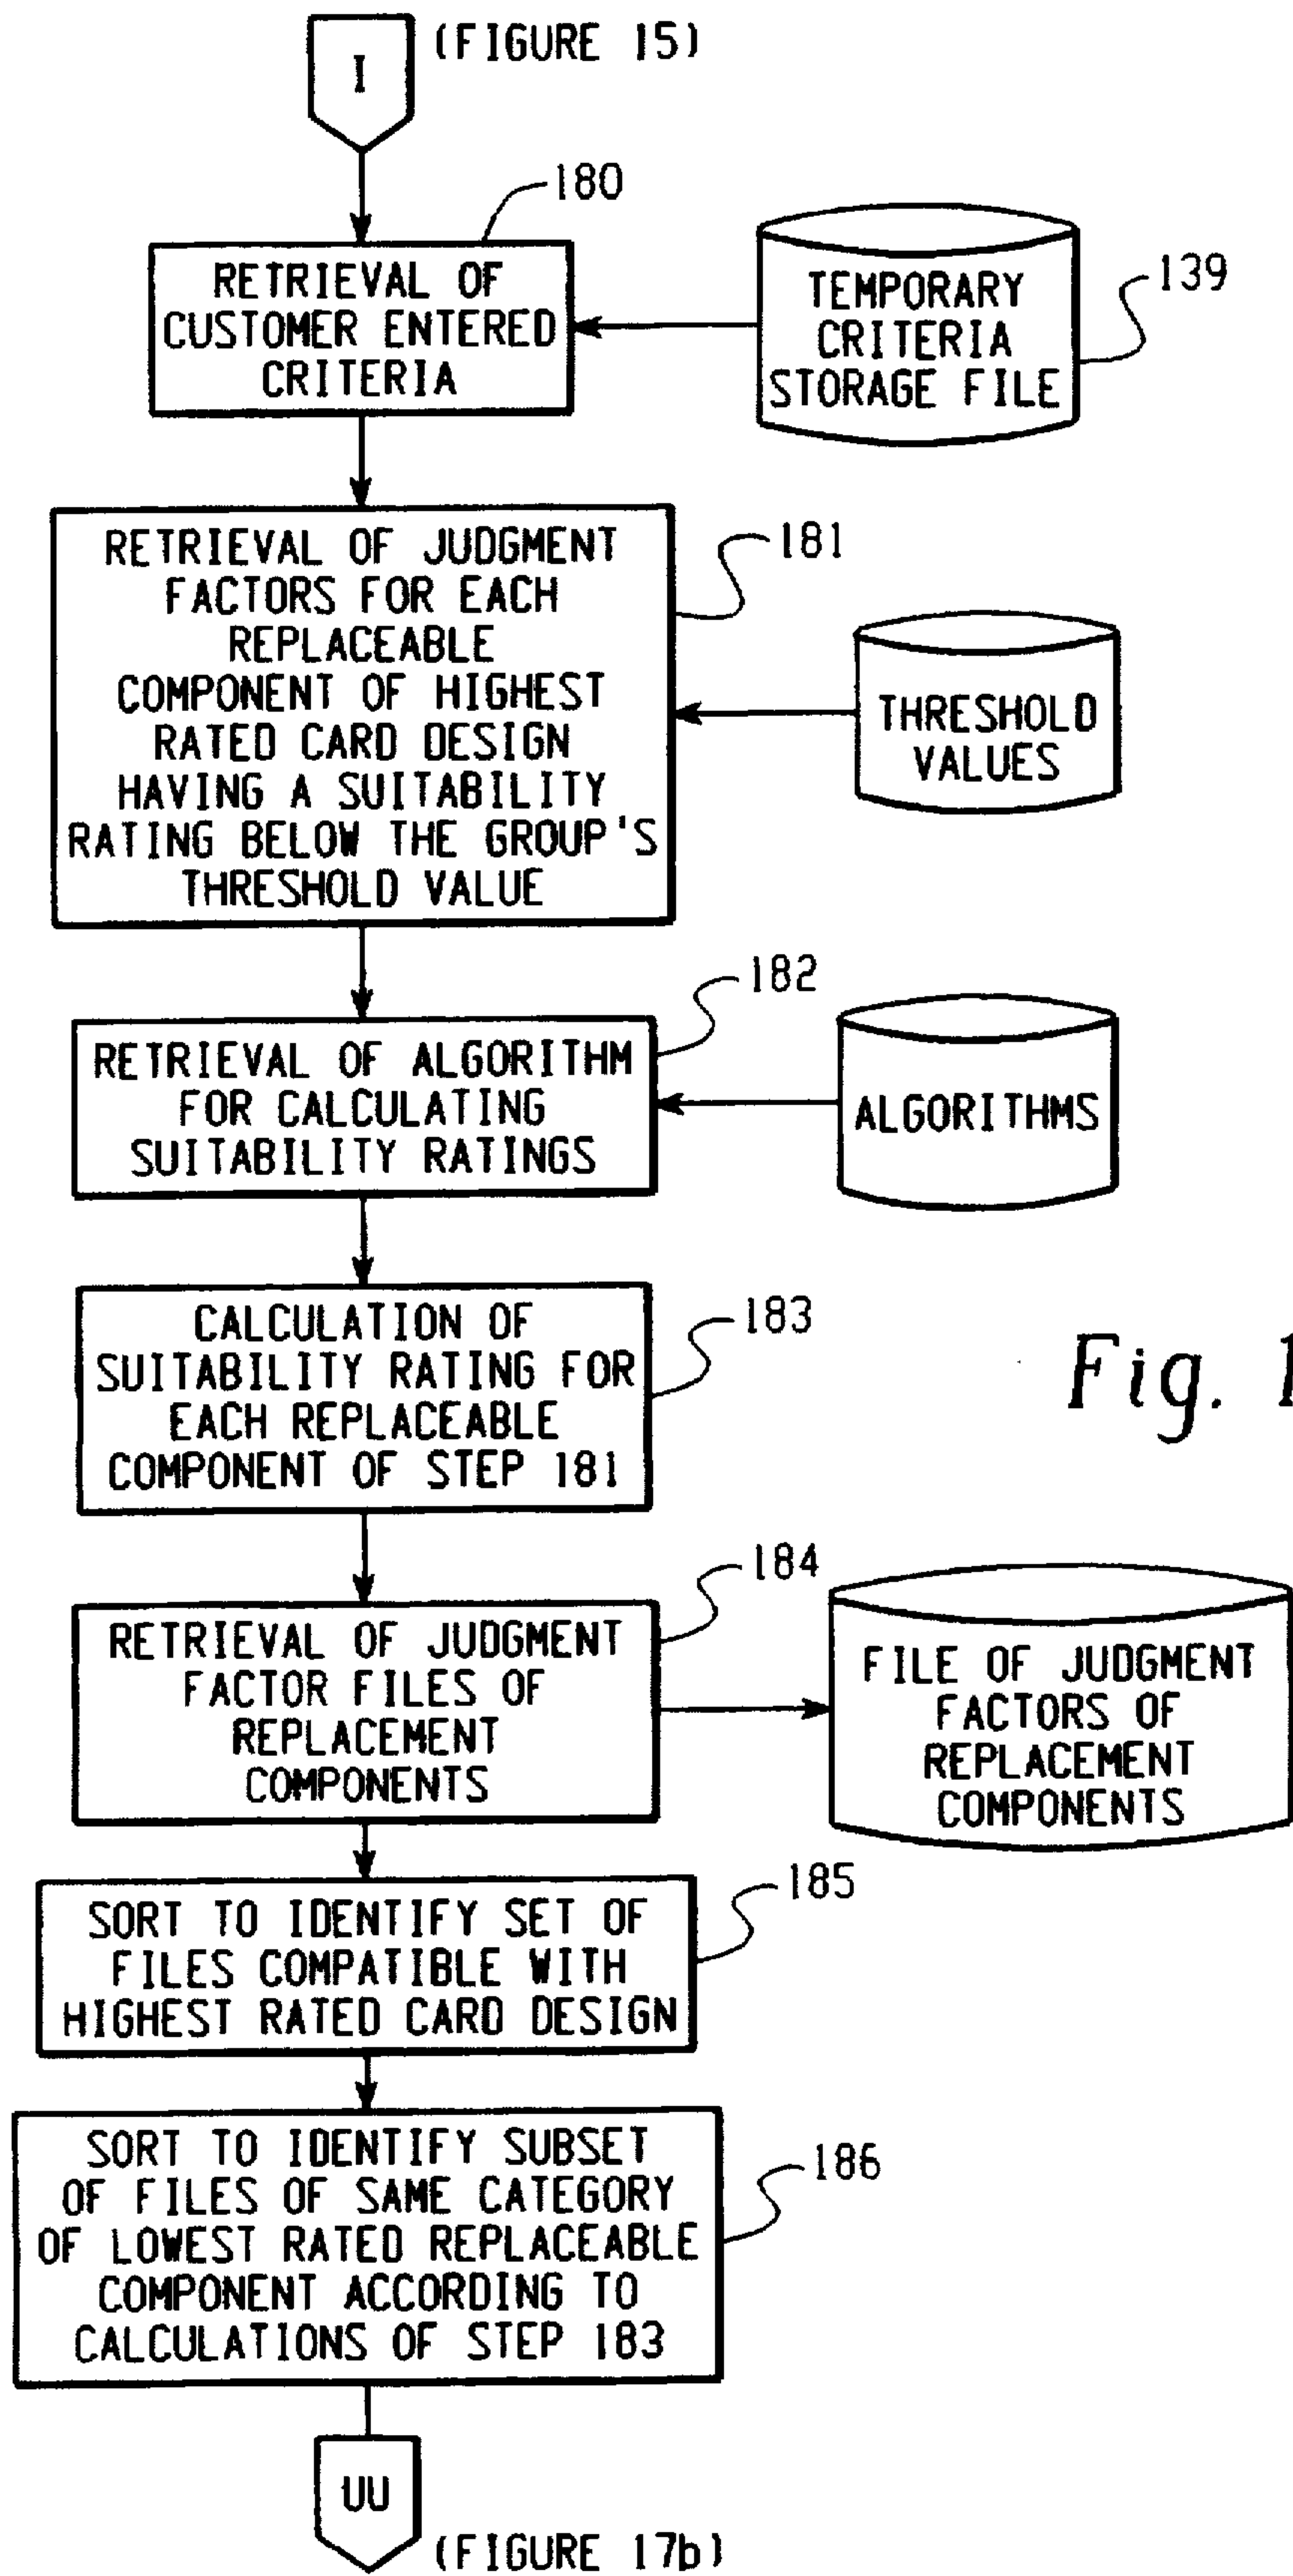 I
(FIGURE 15)
180
RETRIEVAL OF
CUSTOMER ENTERED
CRITERIA
TEMPORARY
CRITERIA
STORAGE FILE
139
RETRIEVAL OF JUDGMENT
FACTORS FOR EACH
REPLACEABLE
COMPONENT OF HIGHEST
RATED CARD DESIGN
HAVING A SUITABILITY
RATING BELOW THE GROUP'S
THRESHOLD VALUE
181
THRESHOLD
VALUES
182
RETRIEVAL OF ALGORITHM
FOR CALCULATING
SUITABILITY RATINGS
ALGORITHMS
CALCULATION OF
SUITABILITY RATING FOR
EACH REPLACEABLE
COMPONENT OF STEP 181
183
Fig. 1
184
RETRIEVAL OF JUDGMENT
FACTOR FILES OF
REPLACEMENT
COMPONENTS
FILE OF JUDGMENT
FACTORS OF
REPLACEMENT
COMPONENTS
185
SORT TO IDENTIFY SET OF
FILES COMPATIBLE WITH
HIGHEST RATED CARD DESIGN
SORT TO IDENTIFY SUBSET
OF FILES OF SAME CATEGORY
OF LOWEST RATED REPLACEABLE
COMPONENT ACCORDING TO
CALCULATIONS OF STEP 183
186
UU
(FIGURE 17b)